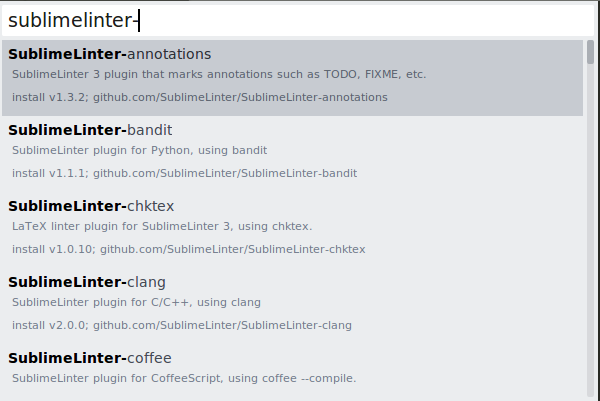 sublimelinter-
SublimeLinter-annotations
SublimeLinter 3 plugin that marks annotations such as TODO, FIXME, etc.
install v1.3.2; github.com/SublimeLinter/SublimeLinter-annotations
SublimeLinter-bandit
SublimeLinter plugin for Python, using bandit
install v1.1.1; github.com/SublimeLinter/SublimeLinter-bandit
SublimeLinter-chktex
LaTeX linter plugin for SublimeLinter 3, using chktex.
install v1.0.10; github.com/SublimeLinter/SublimeLinter-chktex
SublimeLinter-clang
SublimeLinter plugin for C/C++, using clang
install v2.0.0; github.com/SublimeLinter/SublimeLinter-clang
SublimeLinter-coffee
SublimeLinter plugin for CoffeeScript, using coffee --compile.